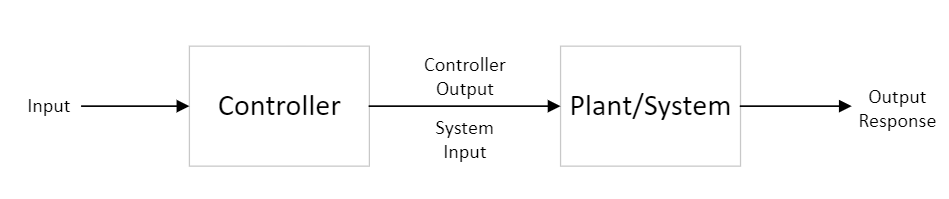 Input
Controller
Controller
Output
System
Input
Plant/System
Output
Response